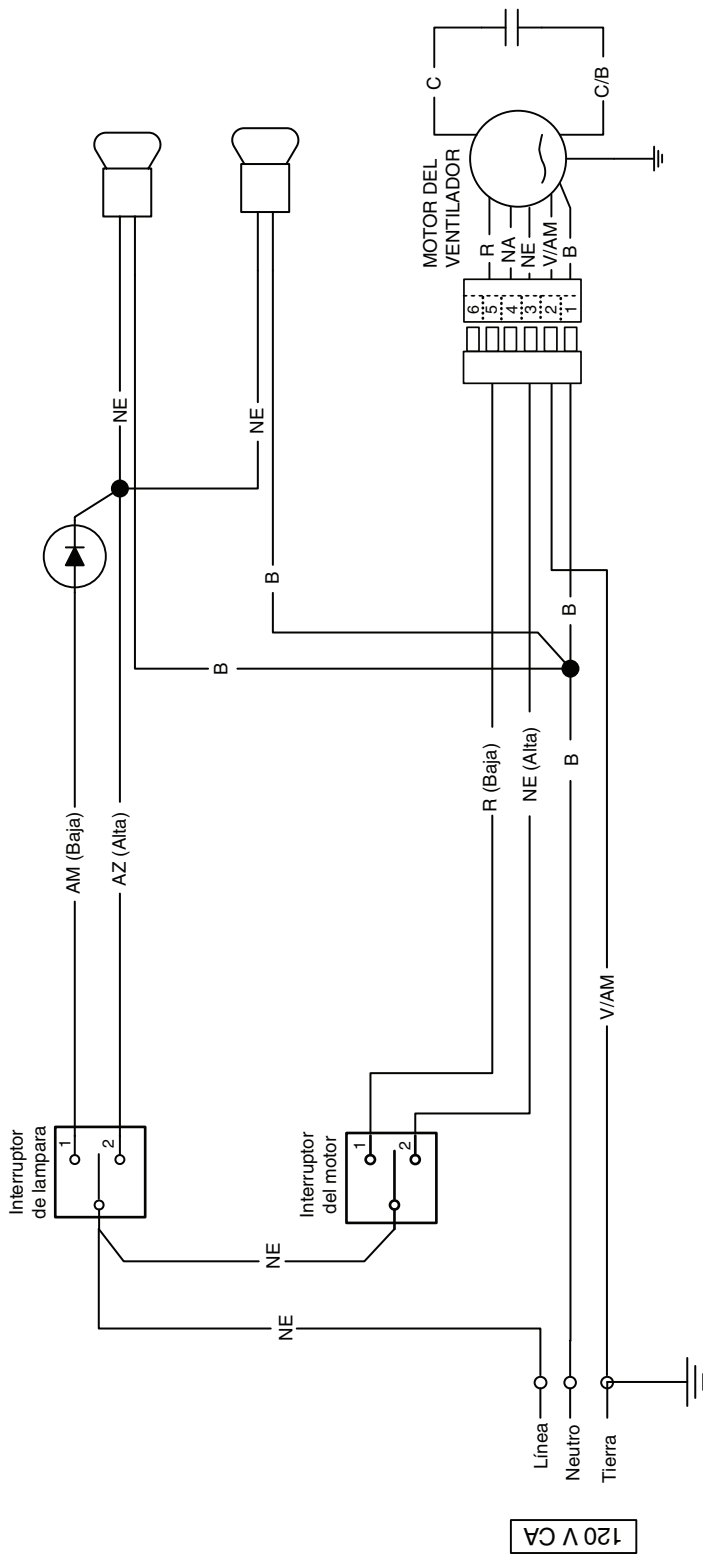 C
C/B
MOTOR DEL
VENTILADOR
R
NA
NE
V/AM
B
6
5
4
3
2
1
NE
NE
B
B
B
AM (Baja)
AZ (Alta)
R (Baja)
NE (Alta)
B
V/AM
Interruptor
de lampara
1
2
Interruptor
del motor
1
2
NE
NE
Línea
Neutro
Tierra
120 V CA